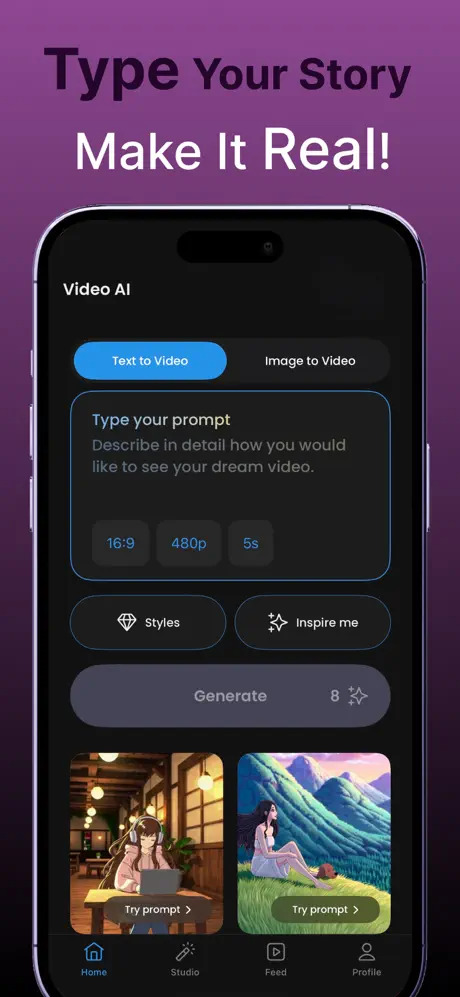 Type Your Story
Make It Real!
Video AI
Text to Video
Image to Video
Type your prompt
Describe in detail how you would
like to see your dream video.
16:9
480p
5s
Styles
Inspire me
Generate
8
Try prompt >
Try prompt >
Home
Studio
Feed
Profile